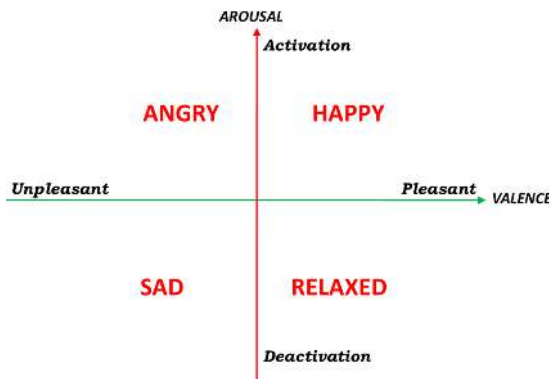 AROUSAL
Activation
ANGRY HAPPY
Unpleasant Pleasant
VALENCE
SAD RELAXED
Deactivation